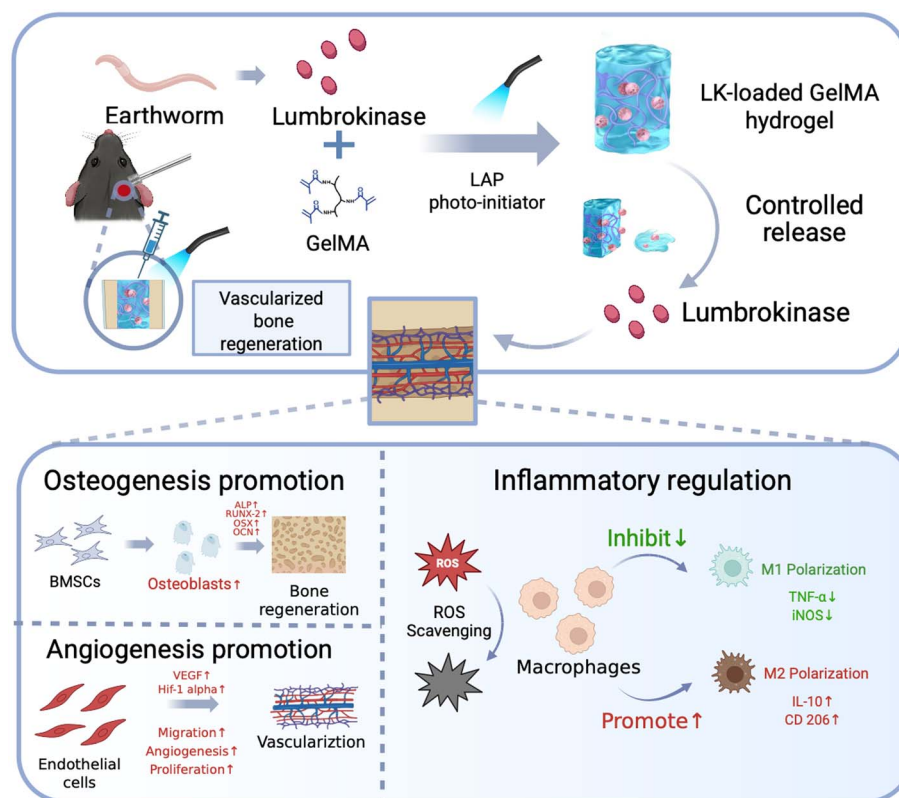 Earthworm
Lumbrokinase
+
GelMA
LAP
photo-initiator
LK-loaded GelMA
hydrogel
Controlled
release
Lumbrokinase
Vascularized
bone
regeneration
Osteogenesis promotion
BMSCs
Osteoblasts↑
ALP↑
RUNX-2↑
OSX↑
OCN↑
Bone
regeneration
Angiogenesis promotion
Endothelial
cells
VEGF↑
Hif-1 alpha↑
Migration↑
Angiogenesis↑
Proliferation↑
Vasculariztion
Inflammatory regulation
ROS
ROS
Scavenging
Macrophages
Inhibit↓
M1 Polarization
TNF-α↓
iNOS↓
Promote↑
M2 Polarization
IL-10↑
CD 206↑